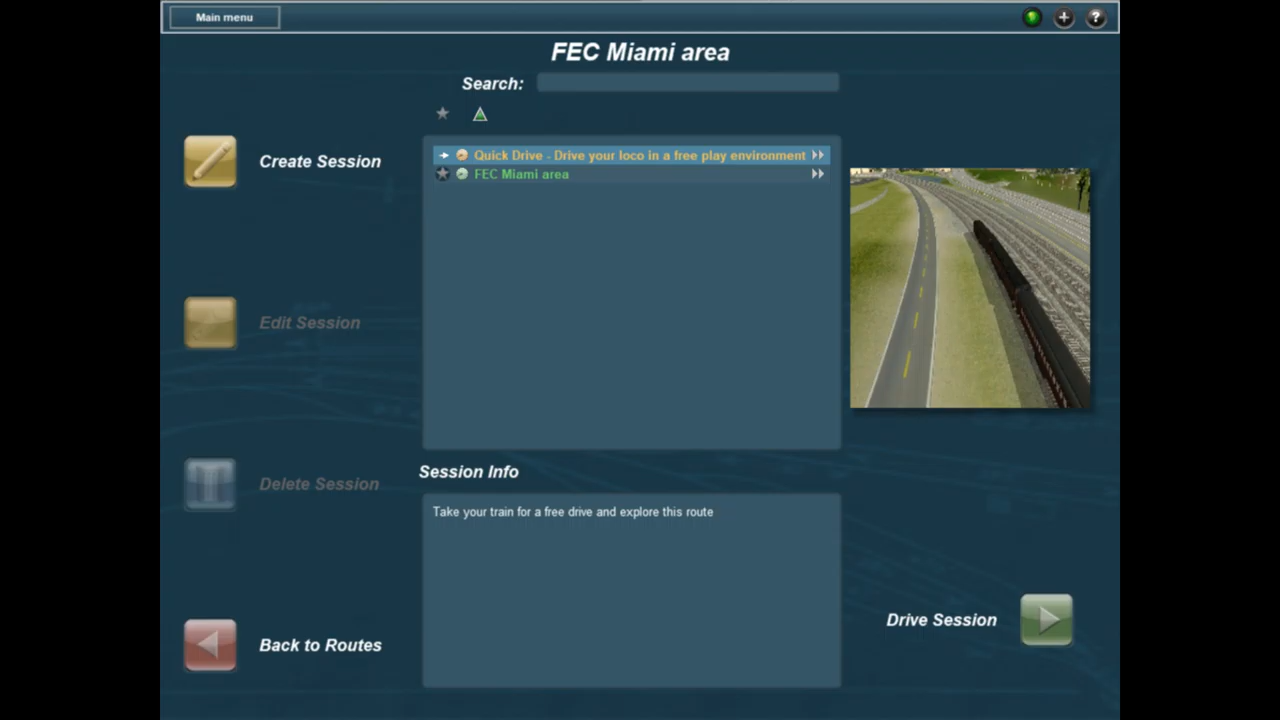 Main menu
FEC Miami area
Search:
Create Session
Quick Drive - Drive your loco in a free play environment
FEC Miami area
Edit Session
Session Info
Delete Session
Take your train for a free drive and explore this route
Drive Session
Back to Routes